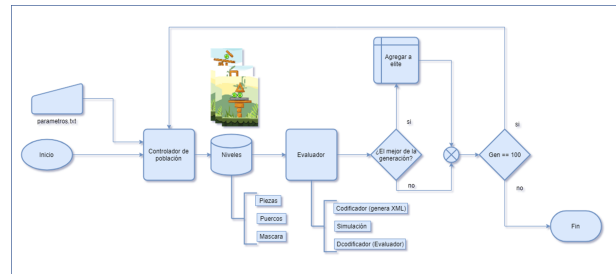 Agregar a
elite
parametros.txt
si
si
Inicio
Controlador de
población
Niveles
Evaluador
¿El mejor de la
generación?
Gen == 100
no
no
Piezas
Puercos
Mascara
Codificador (genera XML)
Simulación
Dcodificador (Evaluador)
Fin